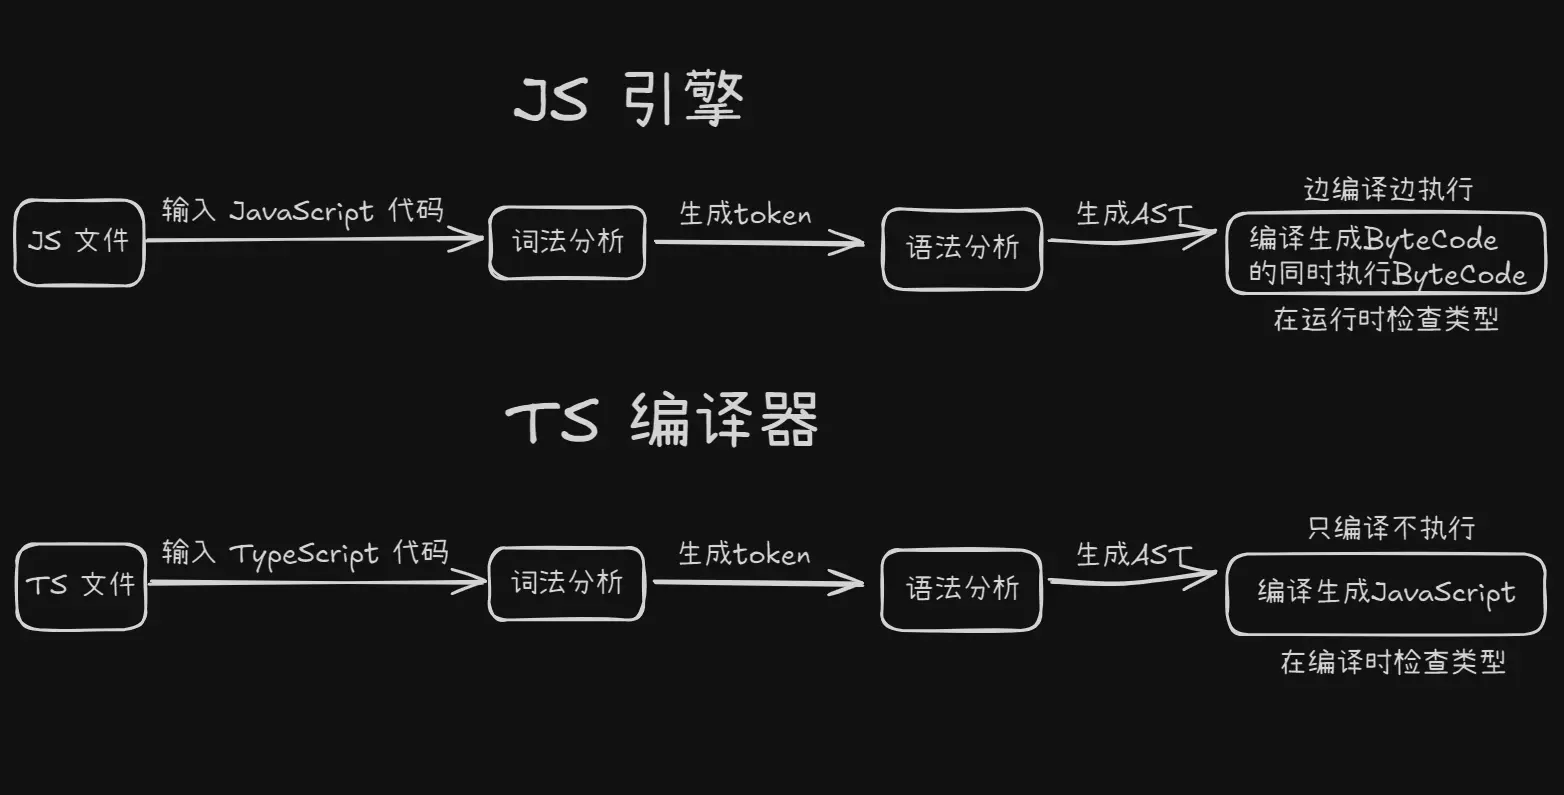 JS 引擎
JS 文件
输入 JavaScript 代码
词法分析
生成token
语法分析
生成AST
边编译边执行
编译生成ByteCode
的同时执行ByteCode
在运行时检查类型
TS 编译器
TS 文件
输入 TypeScript 代码
词法分析
生成token
语法分析
生成AST
只编译不执行
编译生成JavaScript
在编译时检查类型